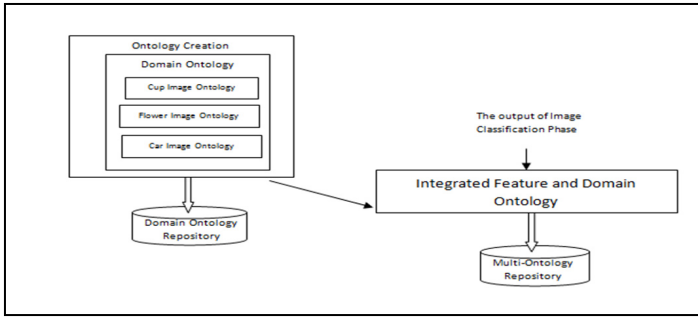 Ontology Creation
Domain Ontology
Cup Image Ontology
Flower Image Ontology
Car Image Ontology
Domain Ontology
Repository
The output of Image
Classification Phase
Integrated Feature and Domain
Ontology
Multi-Ontology
Repository